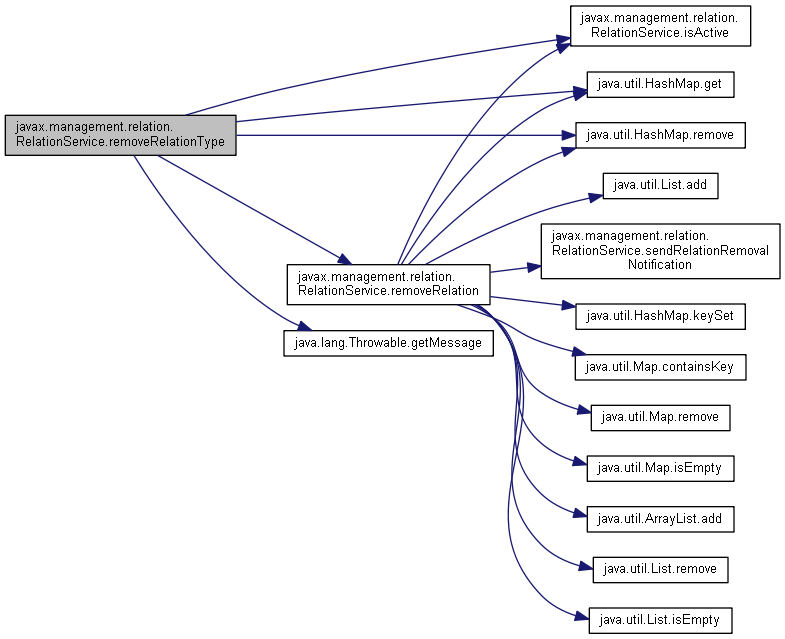 javax.management.relation.
RelationService.removeRelationType
javax.management.relation.
RelationService.removeRelation
java.lang.Throwable.getMessage
javax.management.relation.
RelationService.isActive
java.util.HashMap.get
java.util.HashMap.remove
java.util.List.add
javax.management.relation.
RelationService.sendRelationRemoval
Notification
java.util.HashMap.keySet
java.util.Map.containsKey
java.util.Map.remove
java.util.Map.isEmpty
java.util.ArrayList.add
java.util.List.remove
java.util.List.isEmpty